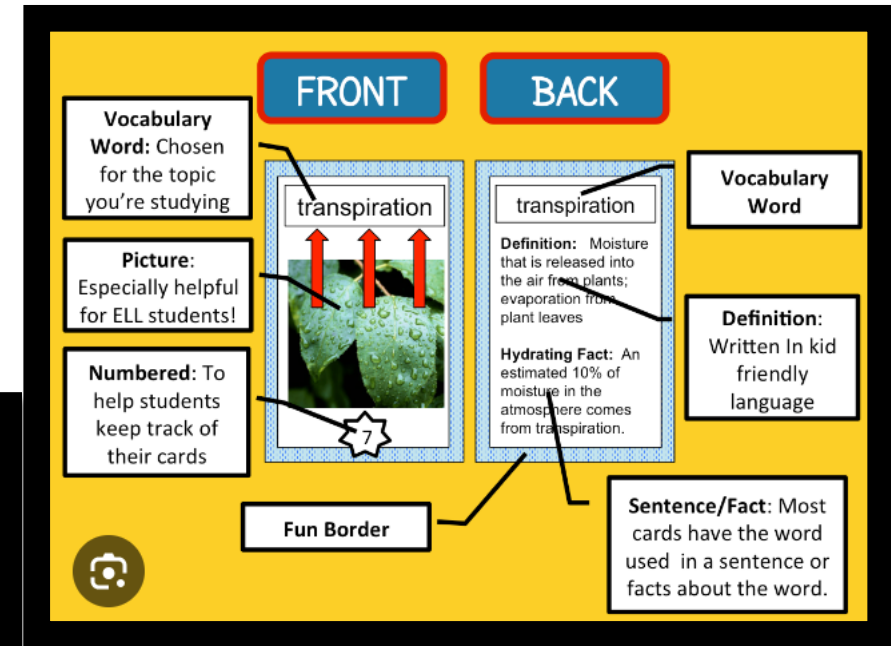 FRONT
BACK
Vocabulary
Word: Chosen
for the topic
you're studying
Picture:
Especially helpful
for ELL students!
Numbered: To
help students
keep track of
their cards
transpiration
7
transpiration
Definition: Moisture
that is released into
the air from plants;
evaporation from
plant leaves
Hydrating Fact: An
estimated 10% of
moisture in the
atmosphere comes
from transpiration.
Vocabulary
Word
Definition:
Written In kid
friendly
language
Fun Border
Sentence/Fact: Most
cards have the word
used in a sentence or
facts about the word.